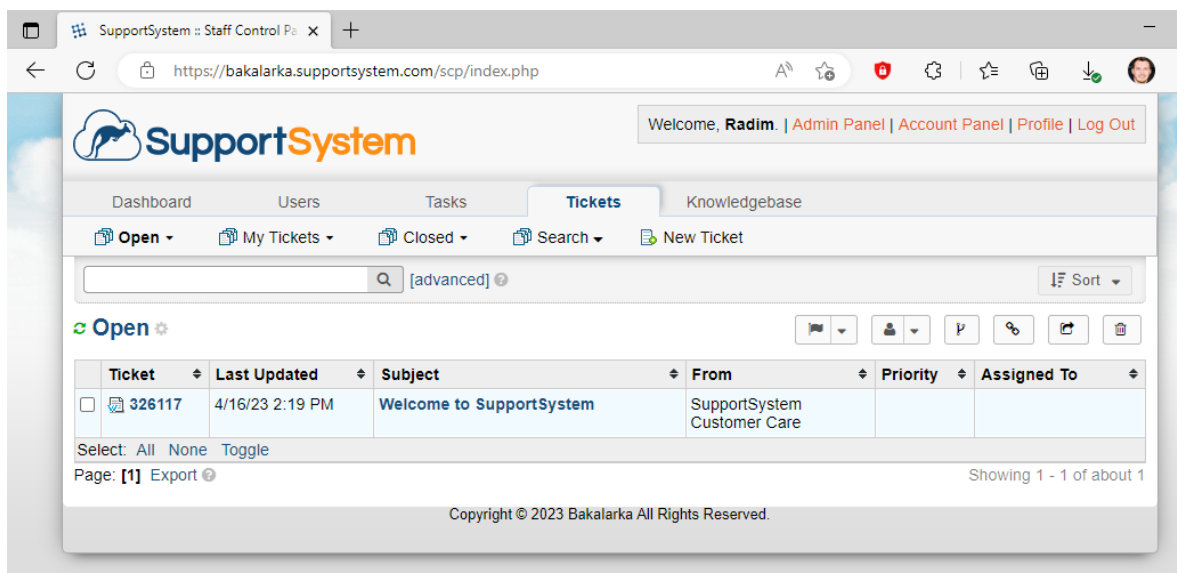 SupportSystem :: Staff Control Pa
https://bakalarka.supportsystem.com/scp/index.php
SupportSystem
Welcome, Radim. | Admin Panel | Account Panel | Profile | Log Out
Dashboard Users Tasks Tickets Knowledgebase
Open My Tickets Closed Search New Ticket
[advanced] Sort
Open
Ticket Last Updated Subject From Priority Assigned To
326117 4/16/23 2:19 PM Welcome to SupportSystem SupportSystem
Customer Care
Select: All None Toggle
Page: [1] Export Showing 1 - 1 of about 1
Copyright © 2023 Bakalarka All Rights Reserved.